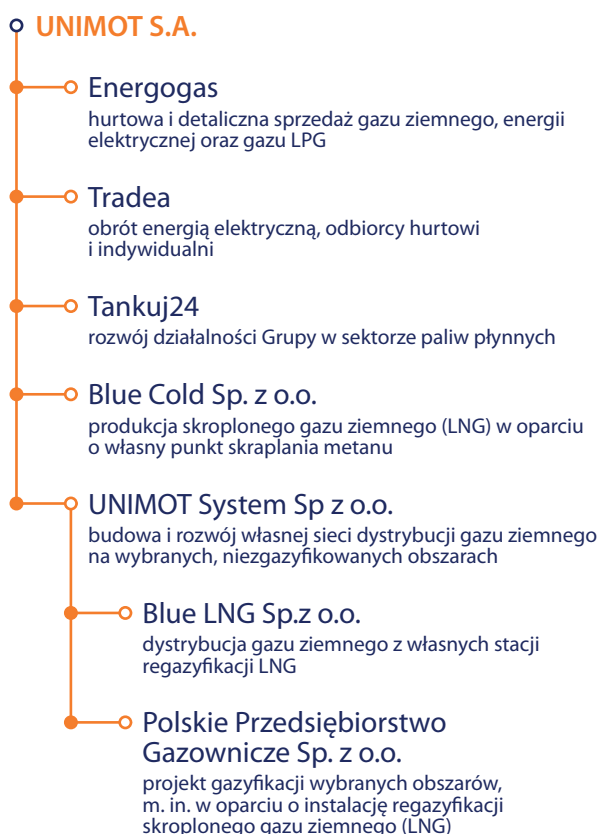 UNIMOT S.A.
Energogas
hurtowa i detaliczna sprzedaż gazu ziemnego, energii
elektrycznej oraz gazu LPG
Tradea
obrót energią elektryczną, odbiorcy hurtowi
i indywidualni
Tankuj24
rozwój działalności Grupy w sektorze paliw płynnych
Blue Cold Sp. z o.o.
produkcja skroplonego gazu ziemnego (LNG) w oparciu
o własny punkt skraplania metanu
UNIMOT System Sp z o.o.
budowa i rozwój własnej sieci dystrybucji gazu ziemnego
na wybranych, niezgazyfikowanych obszarach
Blue LNG Sp.z o.o.
dystrybucja gazu ziemnego z własnych stacji
regazyfikacji LNG
Polskie Przedsiębiorstwo
Gazownicze Sp. z o.o.
projekt gazyfikacji wybranych obszarów,
m. in. w oparciu o instalację regazyfikacji
skroplonego gazu ziemnego (LNG)